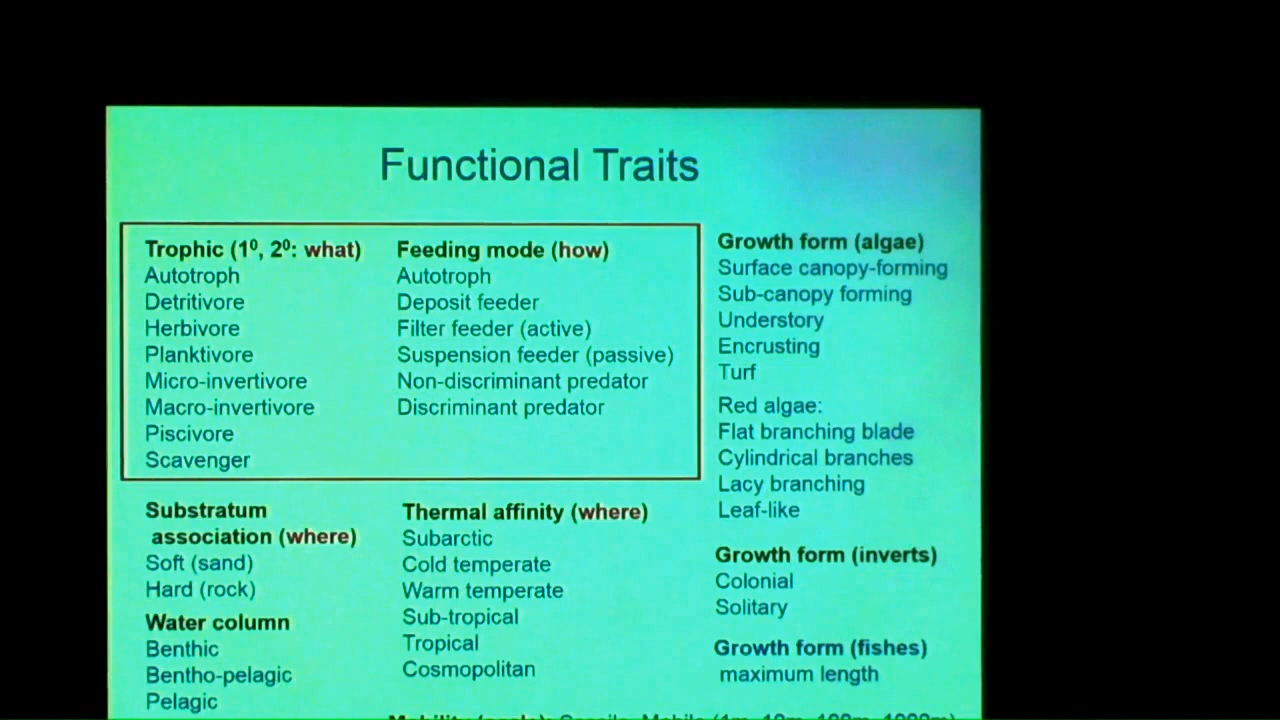 Functional Traits
Trophic (1⁰, 2⁰: what)
Autotroph
Detritivore
Herbivore
Planktivore
Micro-invertivore
Macro-invertivore
Piscivore
Scavenger
Feeding mode (how)
Autotroph
Deposit feeder
Filter feeder (active)
Suspension feeder (passive)
Non-discriminant predator
Discriminant predator
Growth form (algae)
Surface canopy-forming
Sub-canopy forming
Understory
Encrusting
Turf
Red algae:
Flat branching blade
Cylindrical branches
Lacy branching
Leaf-like
Substratum
association (where)
Soft (sand)
Hard (rock)
Water column
Benthic
Bentho-pelagic
Pelagic
Thermal affinity (where)
Subarctic
Cold temperate
Warm temperate
Sub-tropical
Tropical
Cosmopolitan
Growth form (inverts)
Colonial
Solitary
Growth form (fishes)
maximum length